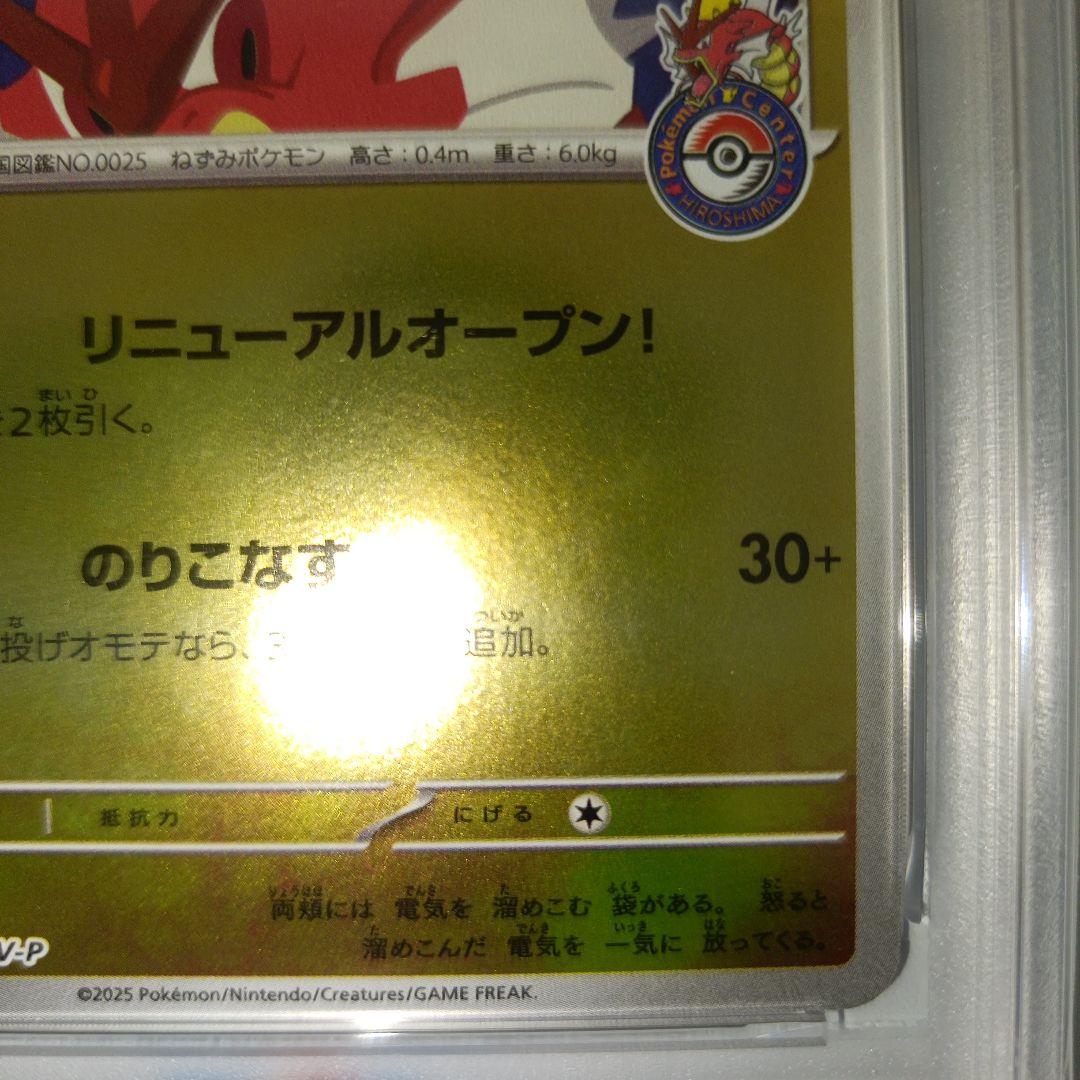 Pokémon Center
HIROSHIMA
国図鑑NO.0025 ねずみポケモン 高さ:0.4m 重さ:6.0kg
リニューアルオープン!
まい ひ
を2枚引く。
のりこなす 30+
な ついか
投げオモテなら、3 追加。
抵抗力 にげる
りょうほほ でんき た ふくろ おこ
両頬には 電気を 溜めこむ 袋がある。 怒ると
た でんき いっき はな
溜めこんだ 電気を 一気に 放ってくる。
V-P
©2025 Pokémon/Nintendo/Creatures/GAME FREAK.